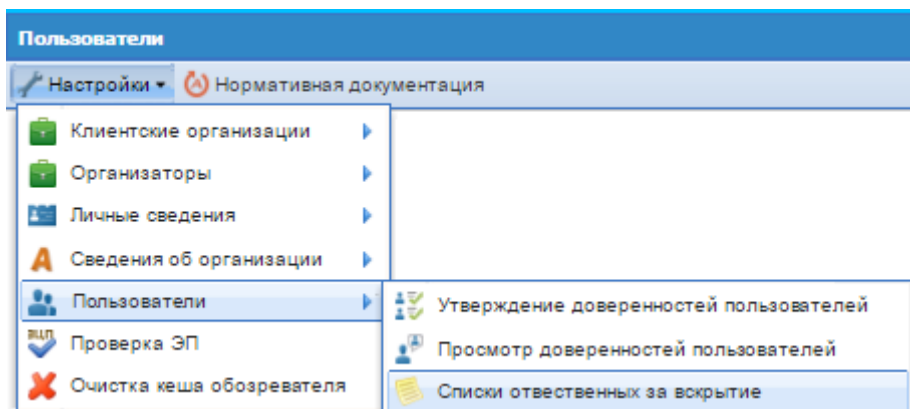 Пользователи
Настройки Нормативная документация
Клиентские организации
Организаторы
Личные сведения
Сведения об организации
Пользователи
Проверка ЭП
Очистка кеша обозревателя
Утверждение доверенностей пользователей
Просмотр доверенностей пользователей
Списки отвественных за вскрытие